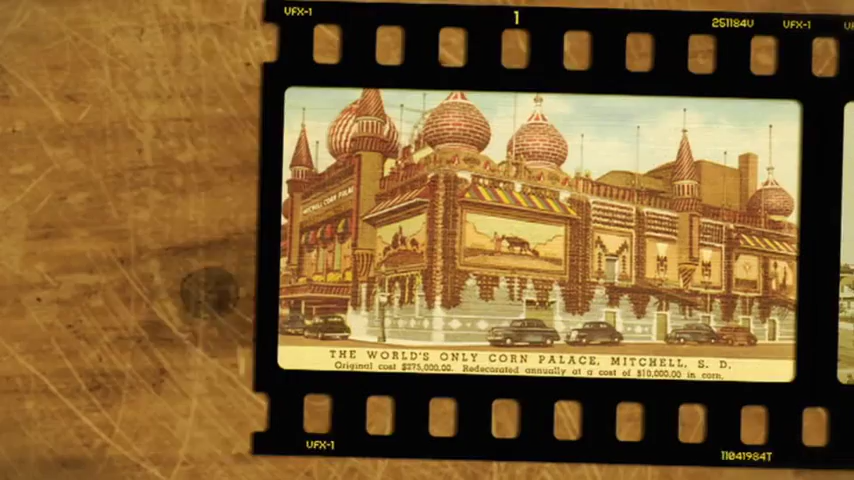 VFX-1
1
251184U
VFX-1
MITCHELL CORN PALACE
THE WORLD'S ONLY CORN PALACE, MITCHELL, S. D.
Original cost $275,000.00. Redecorated annually at a cost of $10,000.00 in corn.
VFX-1
11041984T